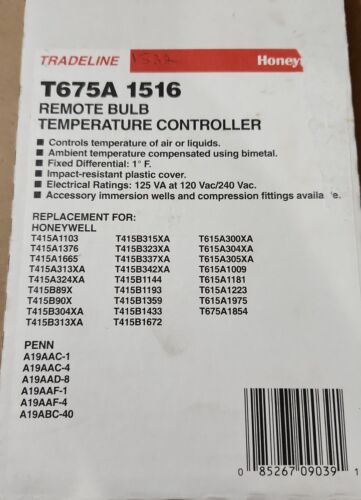 TRADELINE 1532 Honeyw
T675A 1516
REMOTE BULB
TEMPERATURE CONTROLLER
■ Controls temperature of air or liquids.
■ Ambient temperature compensated using bimetal.
■ Fixed Differential: 1° F.
■ Impact-resistant plastic cover.
■ Electrical Ratings: 125 VA at 120 Vac/240 Vac.
■ Accessory immersion wells and compression fittings availa e.
REPLACEMENT FOR:
HONEYWELL
T415A1103 T415B315XA T615A300XA
T415A1376 T415B323XA T615A304XA
T415A1665 T415B337XA T615A305XA
T415A313XA T415B342XA T615A1009
T415A324XA T415B1144 T615A1181
T415B89X T415B1193 T615A1223
T415B90X T415B1359 T615A1975
T415B304XA T415B1433 T675A1854
T415B313XA T415B1672
PENN
A19AAC-1
A19AAC-4
A19AAD-8
A19AAF-1
A19AAF-4
A19ABC-40
0 85267 09039 1